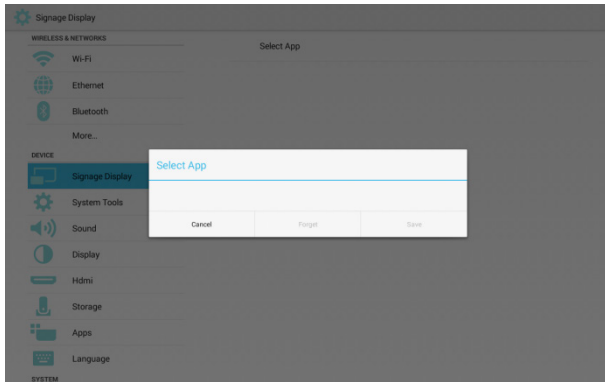 Signage Display
WIRELESS & NETWORKS
Select App
Wi-Fi
Ethernet
Bluetooth
More..
DEVICE
Signage Display
System Tools
Sound
Display
Hdmi
Storage
Apps
Language
SYSTEM
Select App
Cancel
Forget
Save